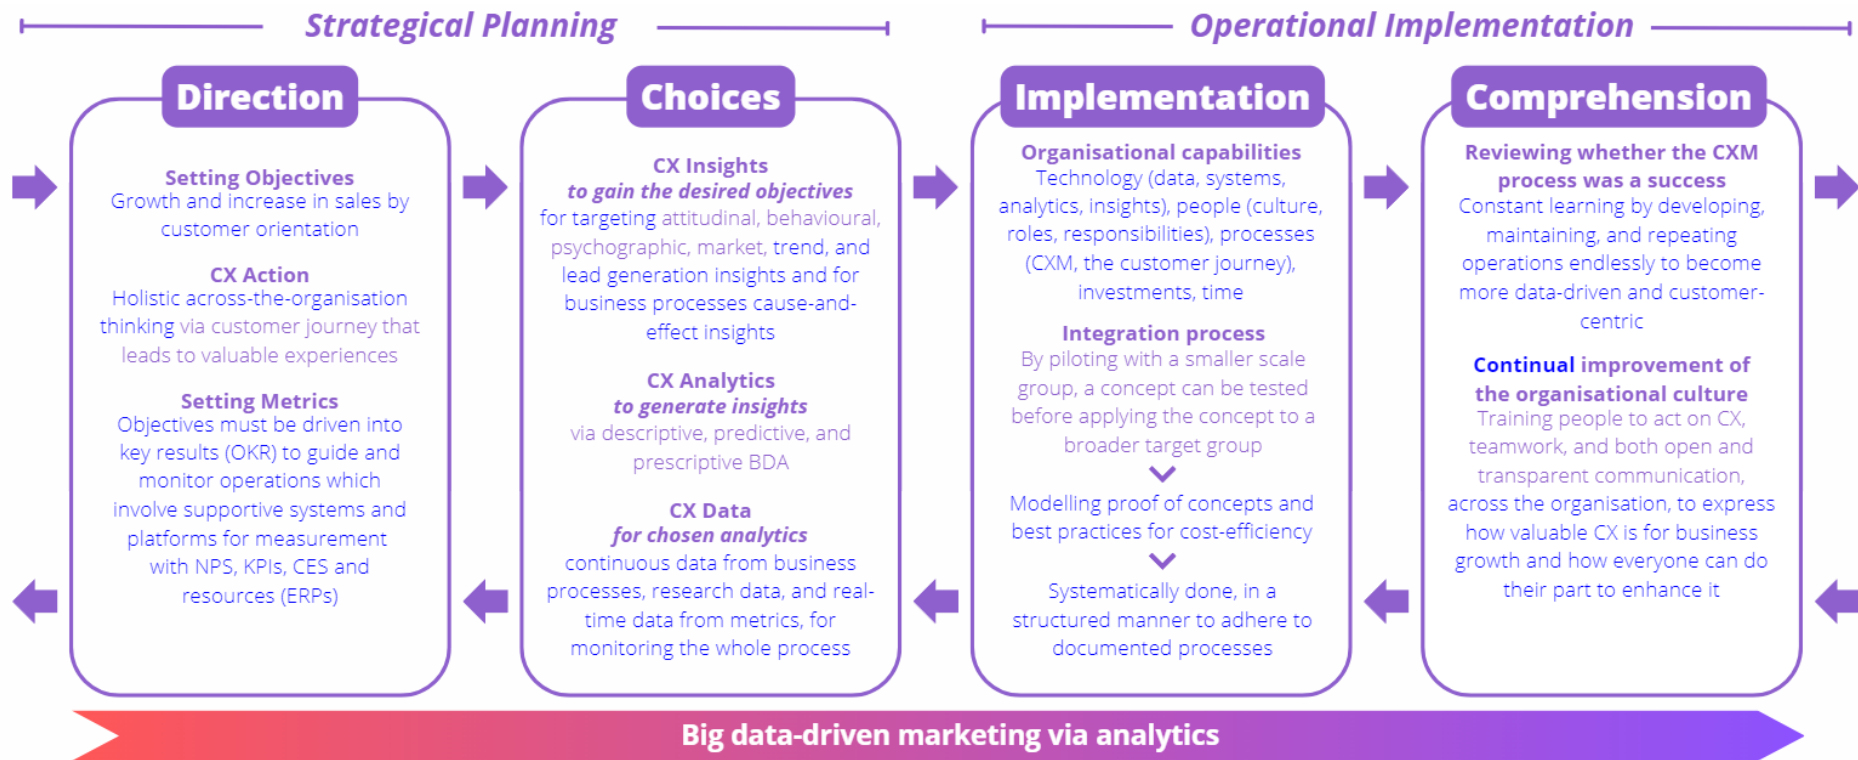 Strategical Planning
Operational Implementation
Direction
Setting Objectives
Growth and increase in sales by
customer orientation
CX Action
Holistic across-the-organisation
thinking via customer journey that
leads to valuable experiences
Setting Metrics
Objectives must be driven into
key results (OKR) to guide and
monitor operations which
involve supportive systems and
platforms for measurement
with NPS, KPIs, CES and
resources (ERPs)
Choices
CX Insights
to gain the desired objectives
for targeting attitudinal, behavioural,
psychographic, market, trend, and
lead generation insights and for
business processes cause-and-
effect insights
CX Analytics
to generate insights
via descriptive, predictive, and
prescriptive BDA
CX Data
for chosen analytics
continuous data from business
processes, research data, and real-
time data from metrics, for
monitoring the whole process
Implementation
Organisational capabilities
Technology (data, systems,
analytics, insights), people (culture,
roles, responsibilities), processes
(CXM, the customer journey),
investments, time
Integration process
By piloting with a smaller scale
group, a concept can be tested
before applying the concept to a
broader target group
Modelling proof of concepts and
best practices for cost-efficiency
Systematically done, in a
structured manner to adhere to
documented processes
Comprehension
Reviewing whether the CXM
process was a success
Constant learning by developing,
maintaining, and repeating
operations endlessly to become
more data-driven and customer-
centric
Continual improvement of
the organisational culture
Training people to act on CX,
teamwork, and both open and
transparent communication,
across the organisation, to express
how valuable CX is for business
growth and how everyone can do
their part to enhance it
Big data-driven marketing via analytics